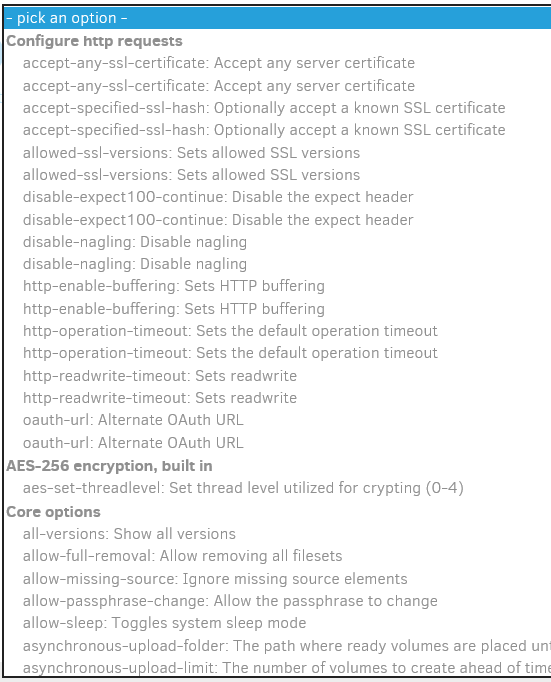 - pick an option -
Configure http requests
accept-any-ssl-certificate: Accept any server certificate
accept-any-ssl-certificate: Accept any server certificate
accept-specified-ssl-hash: Optionally accept a known SSL certificate
accept-specified-ssl-hash: Optionally accept a known SSL certificate
allowed-ssl-versions: Sets allowed SSL versions
allowed-ssl-versions: Sets allowed SSL versions
disable-expect100-continue: Disable the expect header
disable-expect100-continue: Disable the expect header
disable-nagling: Disable nagling
disable-nagling: Disable nagling
http-enable-buffering: Sets HTTP buffering
http-enable-buffering: Sets HTTP buffering
http-operation-timeout: Sets the default operation timeout
http-operation-timeout: Sets the default operation timeout
http-readwrite-timeout: Sets readwrite
http-readwrite-timeout: Sets readwrite
oauth-url: Alternate OAuth URL
oauth-url: Alternate OAuth URL
AES-256 encryption, built in
aes-set-threadlevel: Set thread level utilized for crypting (0-4)
Core options
all-versions: Show all versions
allow-full-removal: Allow removing all filesets
allow-missing-source: Ignore missing source elements
allow-passphrase-change: Allow the passphrase to change
allow-sleep: Toggles system sleep mode
asynchronous-upload-folder: The path where ready volumes are placed
asynchronous-upload-limit: The number of volumes to create ahead of time